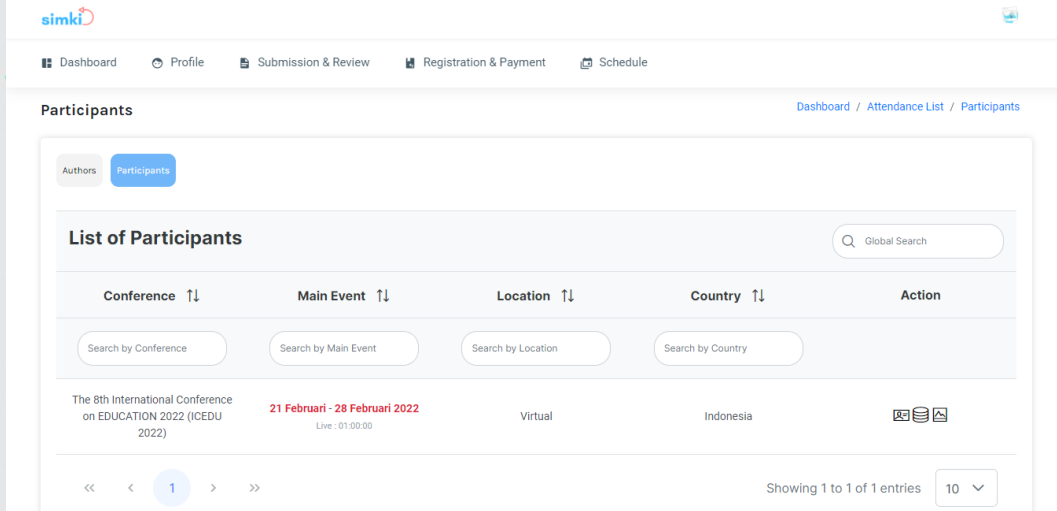 simki
Dashboard Profile Submission & Review Registration & Payment Schedule
Participants
Dashboard / Attendance List / Participants
Authors Participants
List of Participants
Global Search
Conference Main Event Location Country Action
Search by Conference Search by Main Event Search by Location Search by Country
The 8th International Conference
on EDUCATION 2022 (ICEDU
2022)
21 Februari - 28 Februari 2022
Live : 01:00:00
Virtual
Indonesia
<< < 1 > >>
Showing 1 to 1 of 1 entries 10